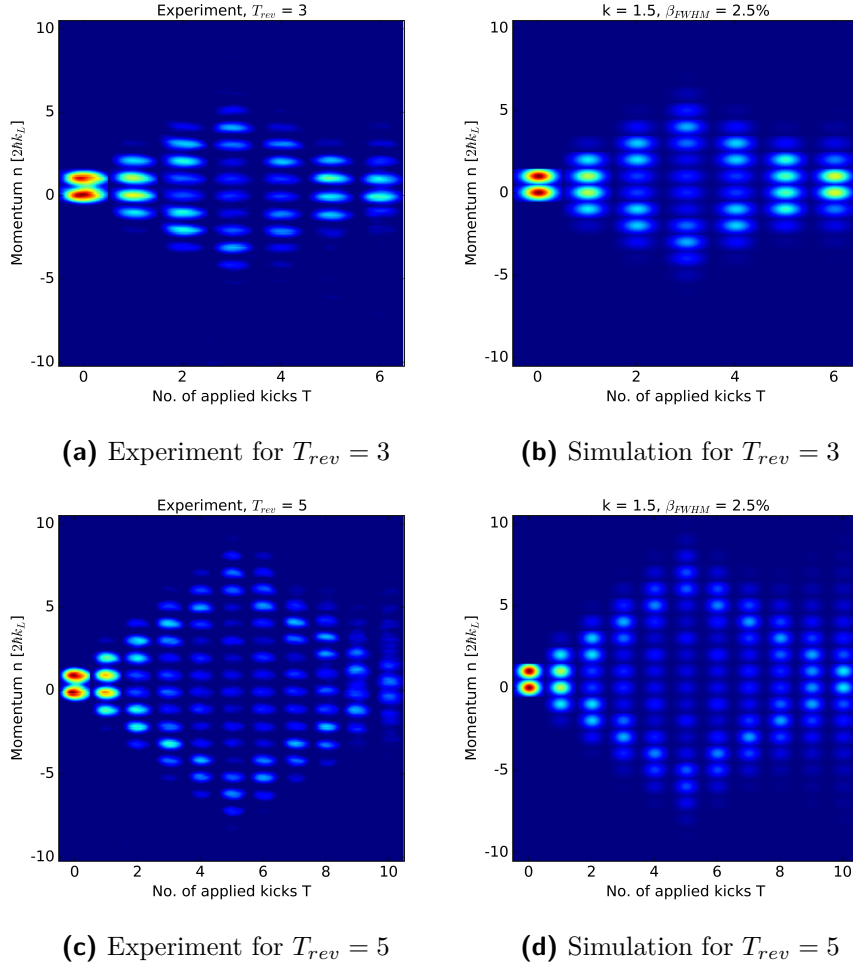 Experiment, T_rev = 3
10
5
0
-5
-10
Momentum n [2ħk_L]
0 2 4 6
No. of applied kicks T
(a) Experiment for T_rev = 3
k = 1.5, β_FWHM = 2.5%
10
5
0
-5
-10
Momentum n [2ħk_L]
0 2 4 6
No. of applied kicks T
(b) Simulation for T_rev = 3
Experiment, T_rev = 5
10
5
0
-5
-10
Momentum n [2ħk_L]
0 2 4 6 8 10
No. of applied kicks T
(c) Experiment for T_rev = 5
k = 1.5, β_FWHM = 2.5%
10
5
0
-5
-10
Momentum n [2ħk_L]
0 2 4 6 8 10
No. of applied kicks T
(d) Simulation for T_rev = 5